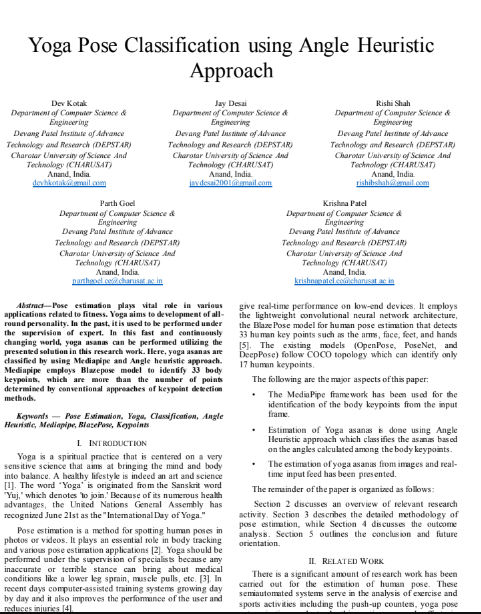 Yoga Pose Classification using Angle Heuristic
Approach
Dev Kotak
Department of Computer Science &
Engineering
Devang Patel Institute of Advance
Technology and Research (DEPSTAR)
Charotar University of Science And
Technology (CHARUSAT)
Anand, India.
devhkotak@gmail.com
Jay Desai
Department of Computer Science &
Engineering
Devang Patel Institute of Advance
Technology and Research (DEPSTAR)
Charotar University of Science And
Technology (CHARUSAT)
Anand, India.
jaydesai2001@gmail.com
Rishi Shah
Department of Computer Science &
Engineering
Devang Patel Institute of Advance
Technology and Research (DEPSTAR)
Charotar University of Science And
Technology (CHARUSAT)
Anand, India.
rishibshah@gmail.com
Parth Goel
Department of Computer Science &
Engineering
Devang Patel Institute of Advance
Technology and Research (DEPSTAR)
Charotar University of Science And
Technology (CHARUSAT)
Anand, India.
parthgoel.ce@charusat.ac.in
Krishna Patel
Department of Computer Science &
Engineering
Devang Patel Institute of Advance
Technology and Research (DEPSTAR)
Charotar University of Science And
Technology (CHARUSAT)
Anand, India.
krishnapatel.ce@charusat.ac.in
Abstract—Pose estimation plays vital role in various
applications related to fitness. Yoga aims to development of all-
round personality. In the past, it is used to be performed under
the supervision of expert. In this fast and continuously
changing world, yoga asanas can be performed utilizing the
presented solution in this research work. Here, yoga asanas are
classified by using Mediapipe and Angle heuristic approach.
Mediapipe employs Blazepose model to identify 33 body
keypoints, which are more than the number of points
determined by conventional approaches of keypoint detection
methods.
Keywords — Pose Estimation, Yoga, Classification, Angle
Heuristic, Mediapipe, BlazePose, Keypoints
I. INTRODUCTION
Yoga is a spiritual practice that is centered on a very
sensitive science that aims at bringing the mind and body
into balance. A healthy lifestyle is indeed an art and science
[1]. The word ‘Yoga’ is originated from the Sanskrit word
'Yuj,' which denotes 'to join.' Because of its numerous health
advantages, the United Nations General Assembly has
recognized June 21st as the "International Day of Yoga."
Pose estimation is a method for spotting human poses in
photos or videos. It plays an essential role in body tracking
and various pose estimation applications [2]. Yoga should be
performed under the supervision of specialists because any
inaccurate or terrible stance can bring about medical
conditions like a lower leg sprain, muscle pulls, etc. [3]. In
recent days computer-assisted training systems growing day
by day and it also improves the performance of the user and
reduces injuries [4].
give real-time performance on low-end devices. It employs
the lightweight convolutional neural network architecture,
the BlazePose model for human pose estimation that detects
33 human key points such as the arms, face, feet, and hands
[5]. The existing models (OpenPose, PoseNet, and
DeepPose) follow COCO topology which can identify only
17 human keypoints.
The following are the major aspects of this paper:
• The MediaPipe framework has been used for the
identification of the body keypoints from the input
frame.
• Estimation of Yoga asanas is done using Angle
Heuristic approach which classifies the asanas based
on the angles calculated among the body keypoints.
• The estimation of yoga asanas from images and real-
time input feed has been presented.
The remainder of the paper is organized as follows:
Section 2 discusses an overview of relevant research
activity. Section 3 describes the detailed methodology of
pose estimation, while Section 4 discusses the outcome
analysis. Section 5 outlines the conclusion and future
orientation.
II. RELATED WORK
There is a significant amount of research work has been
carried out for the estimation of human pose. These
semiautomated systems serve in the analysis of exercise and
sports activities including the push-up counters, yoga pose